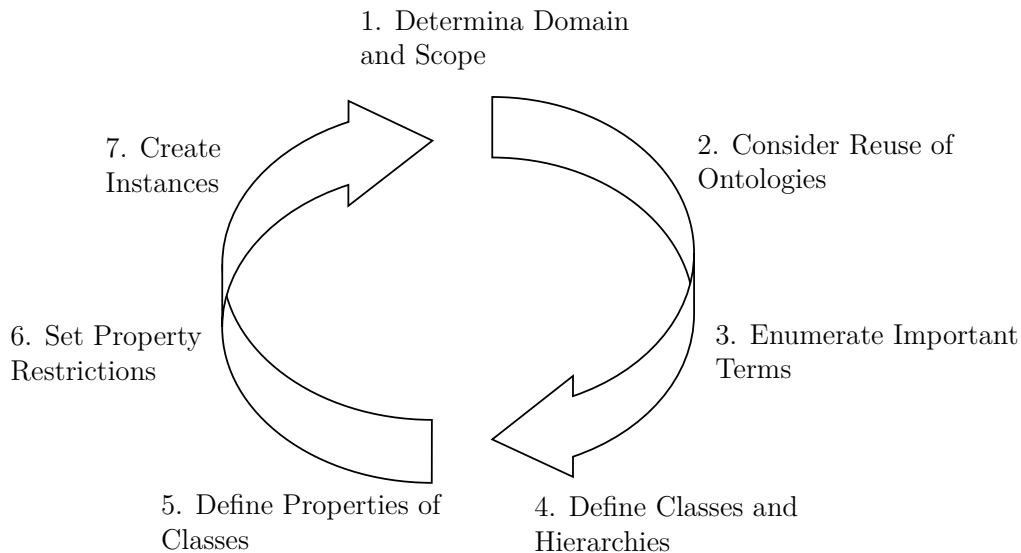 1. Determina Domain
and Scope
2. Consider Reuse of
Ontologies
3. Enumerate Important
Terms
4. Define Classes and
Hierarchies
5. Define Properties of
Classes
6. Set Property
Restrictions
7. Create
Instances